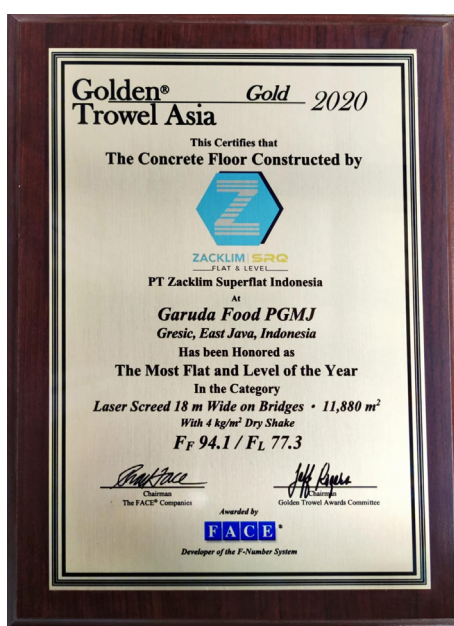 Golden® Gold 2020
Trowel Asia
This Certifies that
The Concrete Floor Constructed by
Z
ZACKLIM | SRQ
FLAT & LEVEL
PT Zacklim Superflat Indonesia
At
Garuda Food PGMJ
Gresic, East Java, Indonesia
Has been Honored as
The Most Flat and Level of the Year
In the Category
Laser Screed 18 m Wide on Bridges • 11,880 m²
With 4 kg/m² Dry Shake
FF 94.1 / FL 77.3
Chairman
The FACE® Companies
Chairman
Golden Trowel Awards Committee
Awarded by
FACE®
Developer of the F-Number System